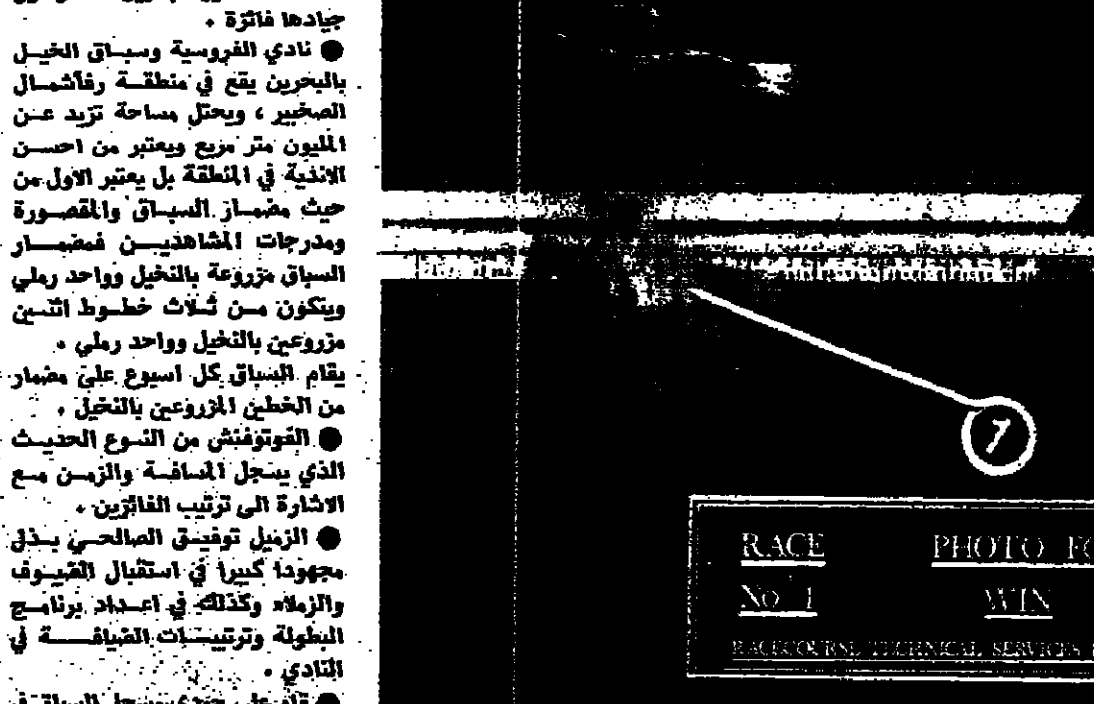 جيادها فائزة .
● نادي الفروسية وسباق الخيل
بالبحرين يقع في منطقة رفآشمال
الصخير ، ويحتل مساحة تزيد عن
المليون متر مربع ويعتبر من احسن
الاندية في المنطقة بل يعتبر الاول من
حيث مضمار السباق والمقصورة
ومدرجات المشاهدين فمضمار
السباق مزروعة بالنخيل وواحد رملي
ويتكون من ثلاث خطوط اثنين
مزروعين بالنخيل وواحد رملي .
يقام السباق كل اسبوع على مضمار
من الخطين المزروعين بالنخيل .
● الفوتوفنش من النوع الحديث
الذي يسجل المسافة والزمن مع
الاشارة الى ترتيب الفائزين .
● الزميل توفيق الصالحي بذل
مجهودا كبيرا في استقبال الضيوف
والزملاء وكذلك في اعداد برنامج
البطولة وترتيبات الضيافة في
النادي .
7
RACE PHOTO
No 1 WIN
RACECOURSE TECHNICAL SERVICES